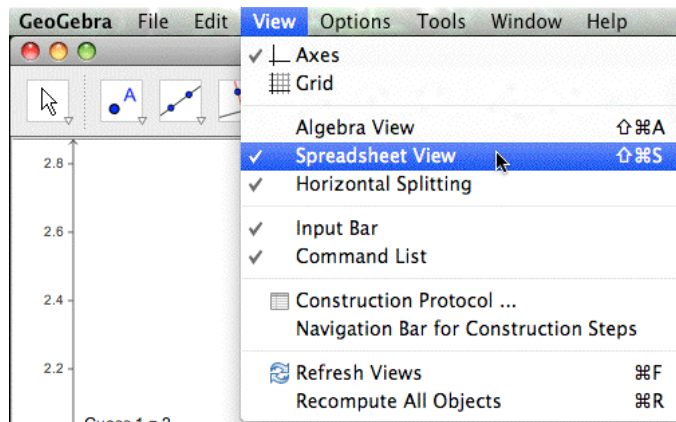 GeoGebra File Edit View Options Tools Window Help
Axes
Grid
A
Algebra View ⇧⌘A
2.8
Spreadsheet View ⇧⌘S
Horizontal Splitting
2.6
Input Bar
Command List
2.4
Construction Protocol ...
Navigation Bar for Construction Steps
2.2
Refresh Views ⌘F
Recompute All Objects ⌘R